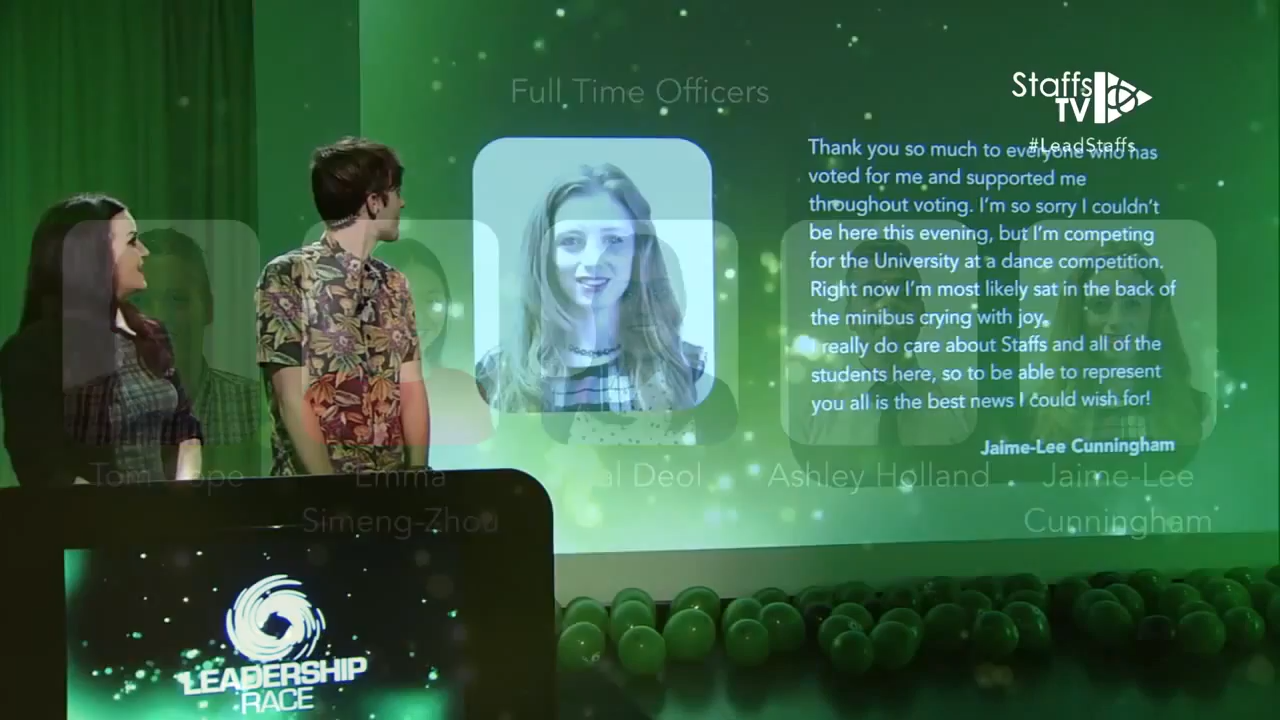 Staffs
TV
#LeadStaffs
Full Time Officers
Thank you so much to everyone who has
voted for me and supported me
throughout voting. I'm so sorry I couldn't
be here this evening, but I'm competing
for the University at a dance competition.
Right now I'm most likely sat in the back of
the minibus crying with joy.
I really do care about Staffs and all of the
students here, so to be able to represent
you all is the best news I could wish for!
Jaime-Lee Cunningham
Tom
Emma
Simeng-Zhou
Deol
Ashley Holland
Jaime-Lee
Cunningham
LEADERSHIP
RACE